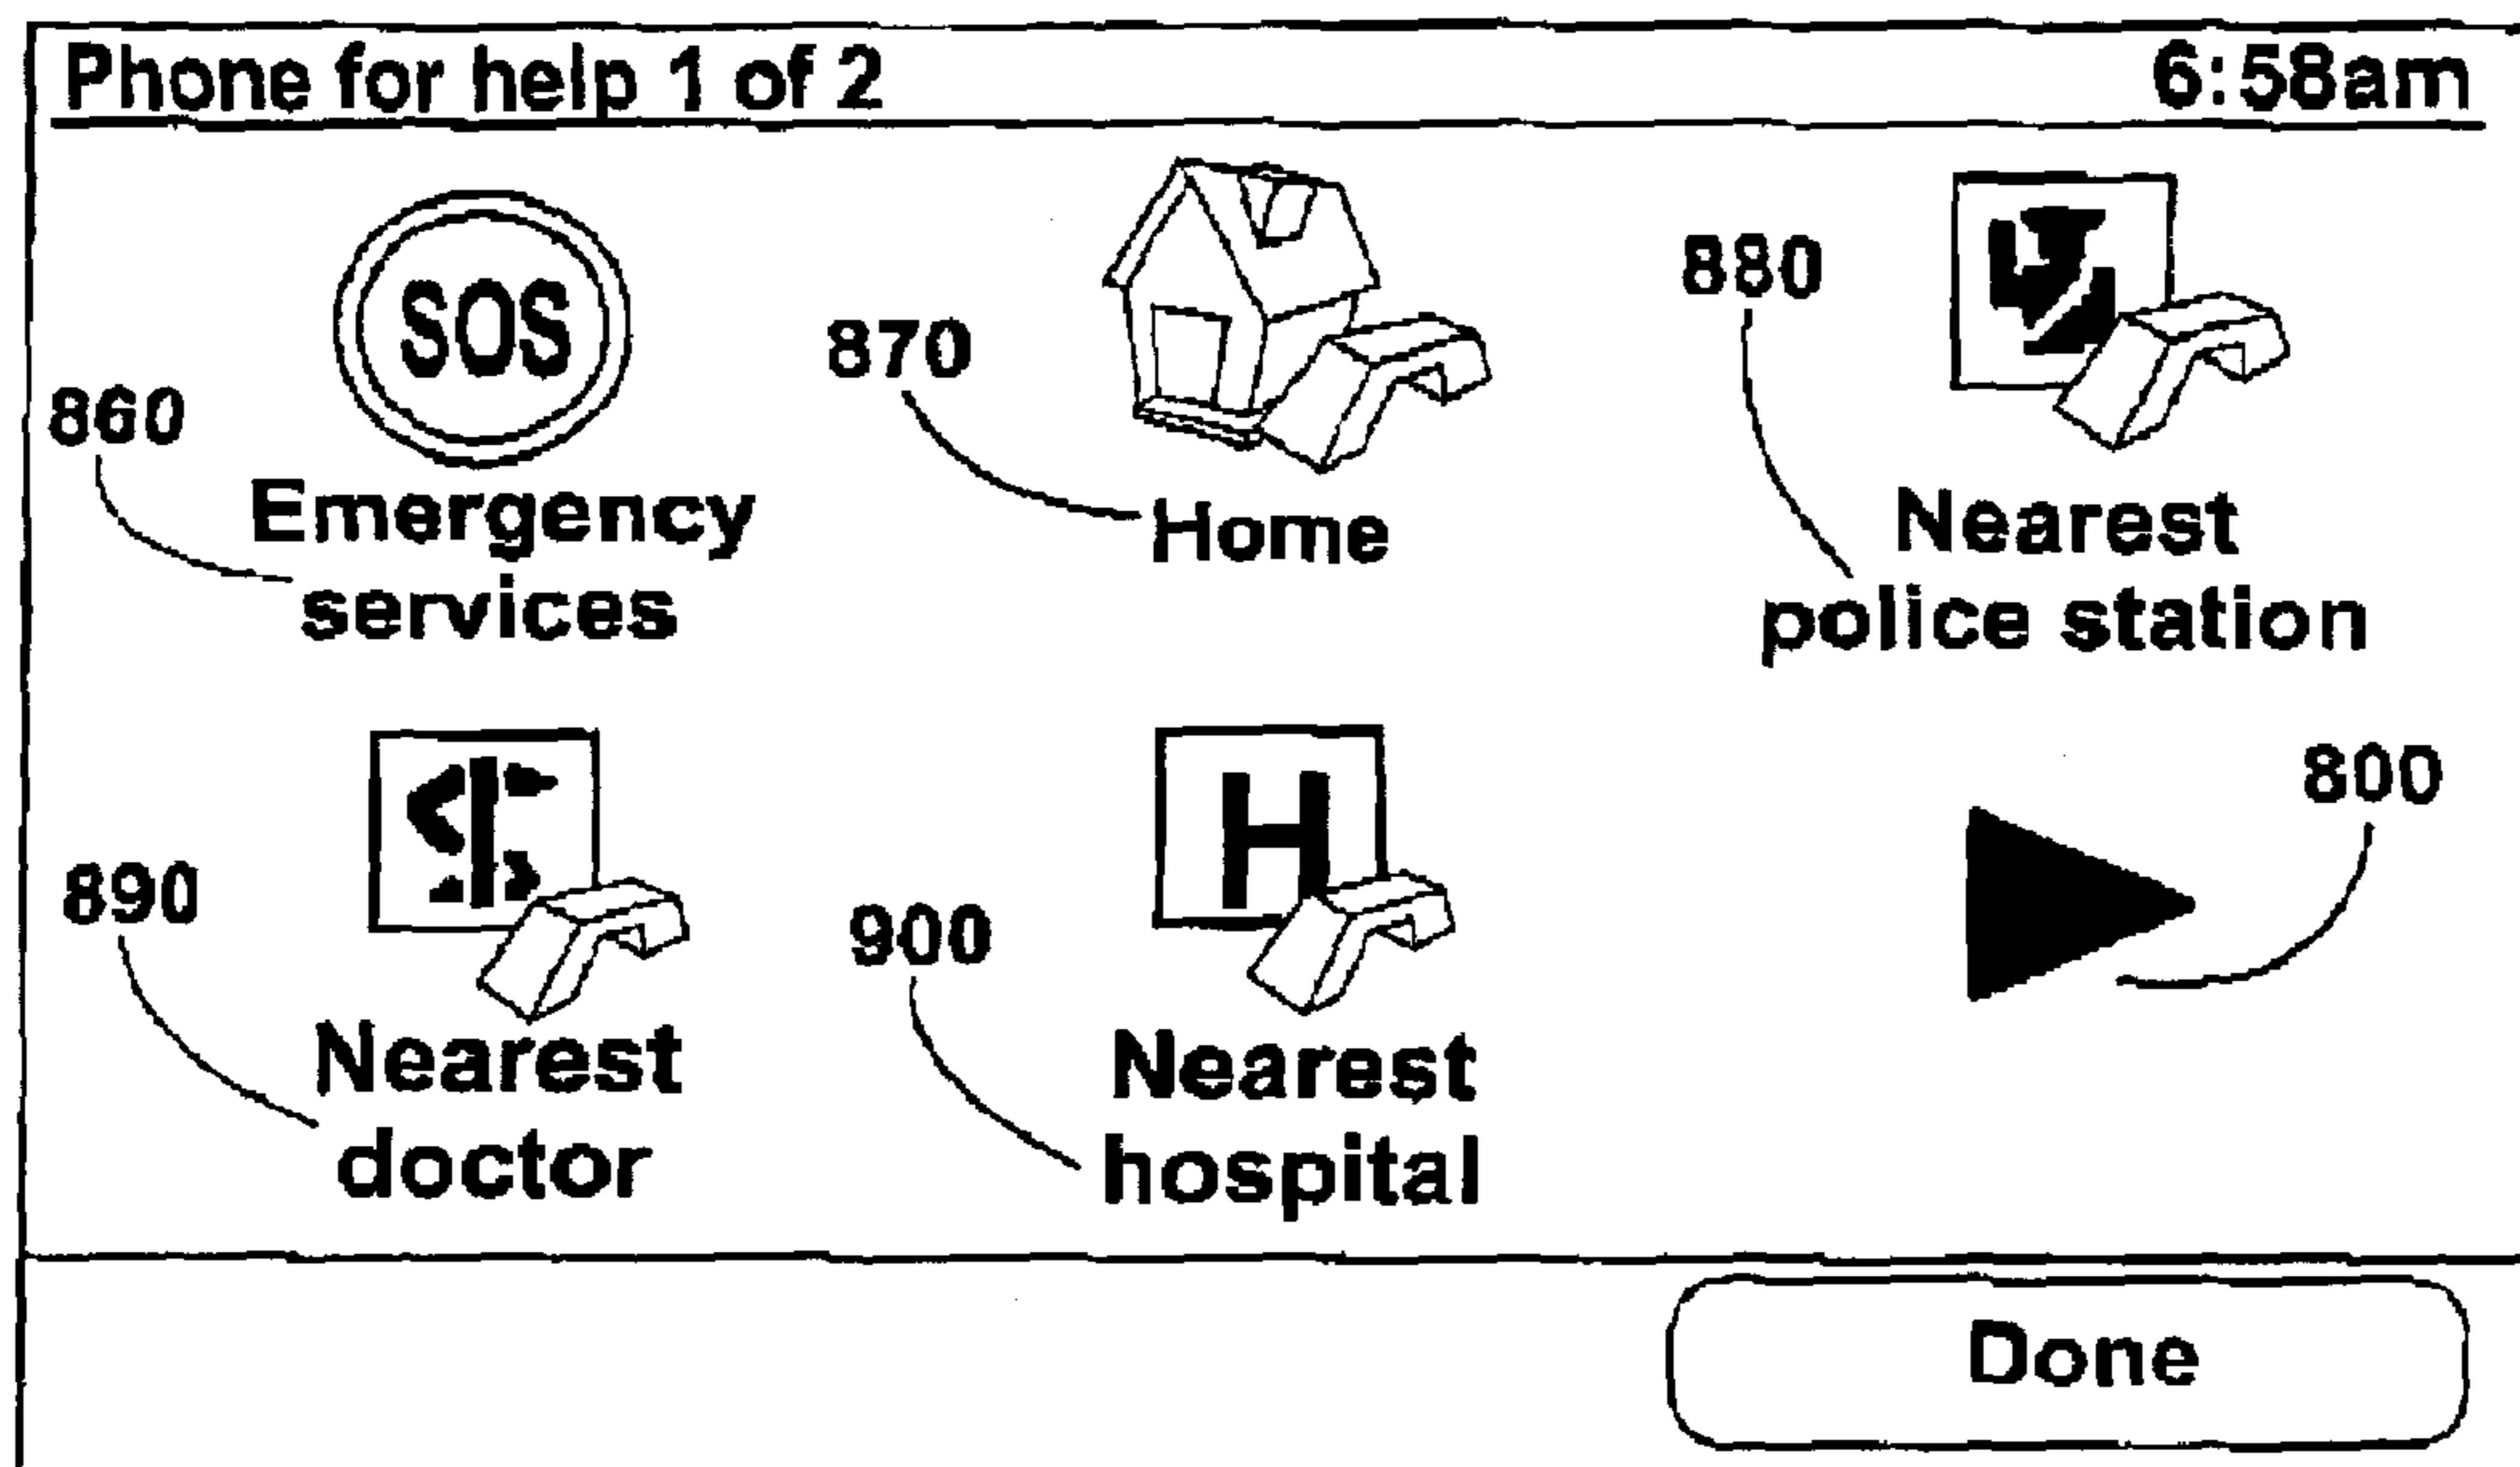 Phone for help 1 of 2 6:58am
SOS
860
Emergency
services
870
Home
880
Nearest
police station
890
Nearest
doctor
H
900
Nearest
hospital
800
Done